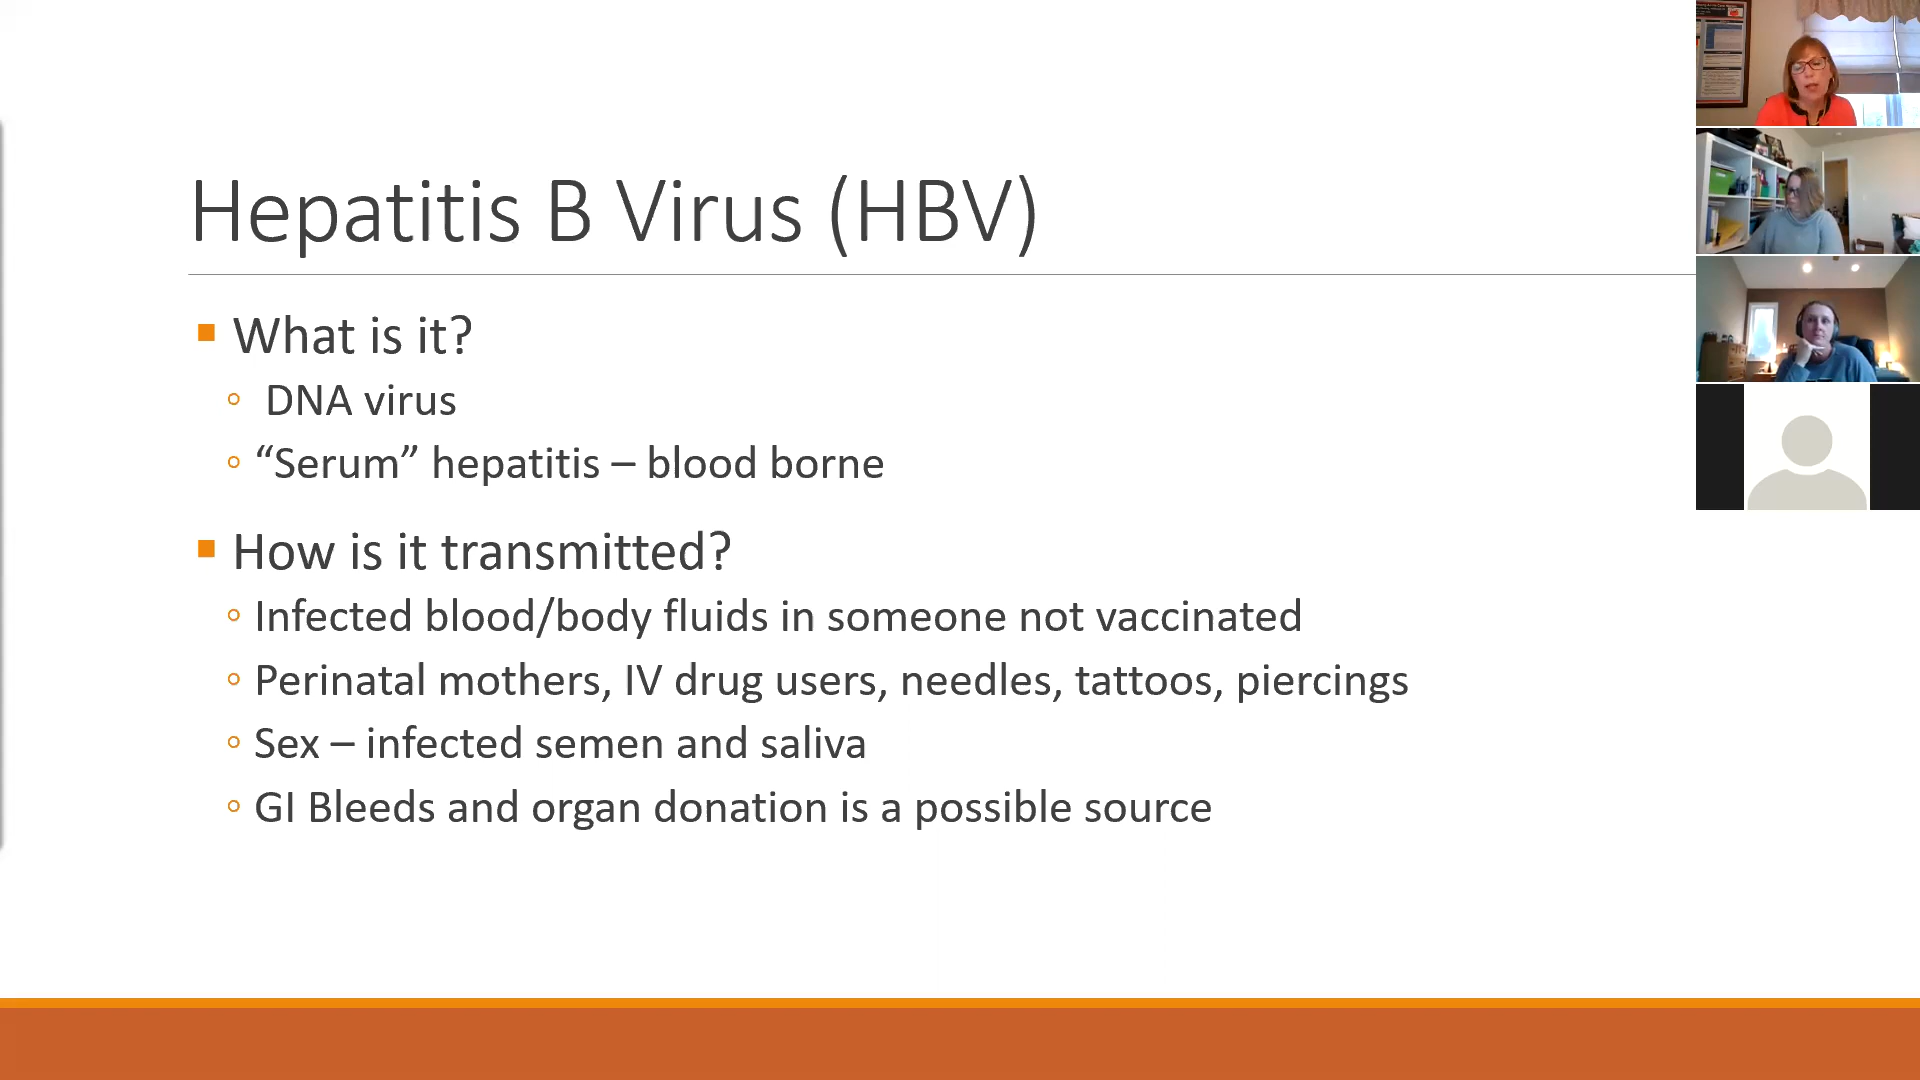 Hepatitis B Virus (HBV)
What is it?
DNA virus
“Serum” hepatitis – blood borne
How is it transmitted?
Infected blood/body fluids in someone not vaccinated
Perinatal mothers, IV drug users, needles, tattoos, piercings
Sex – infected semen and saliva
GI Bleeds and organ donation is a possible source